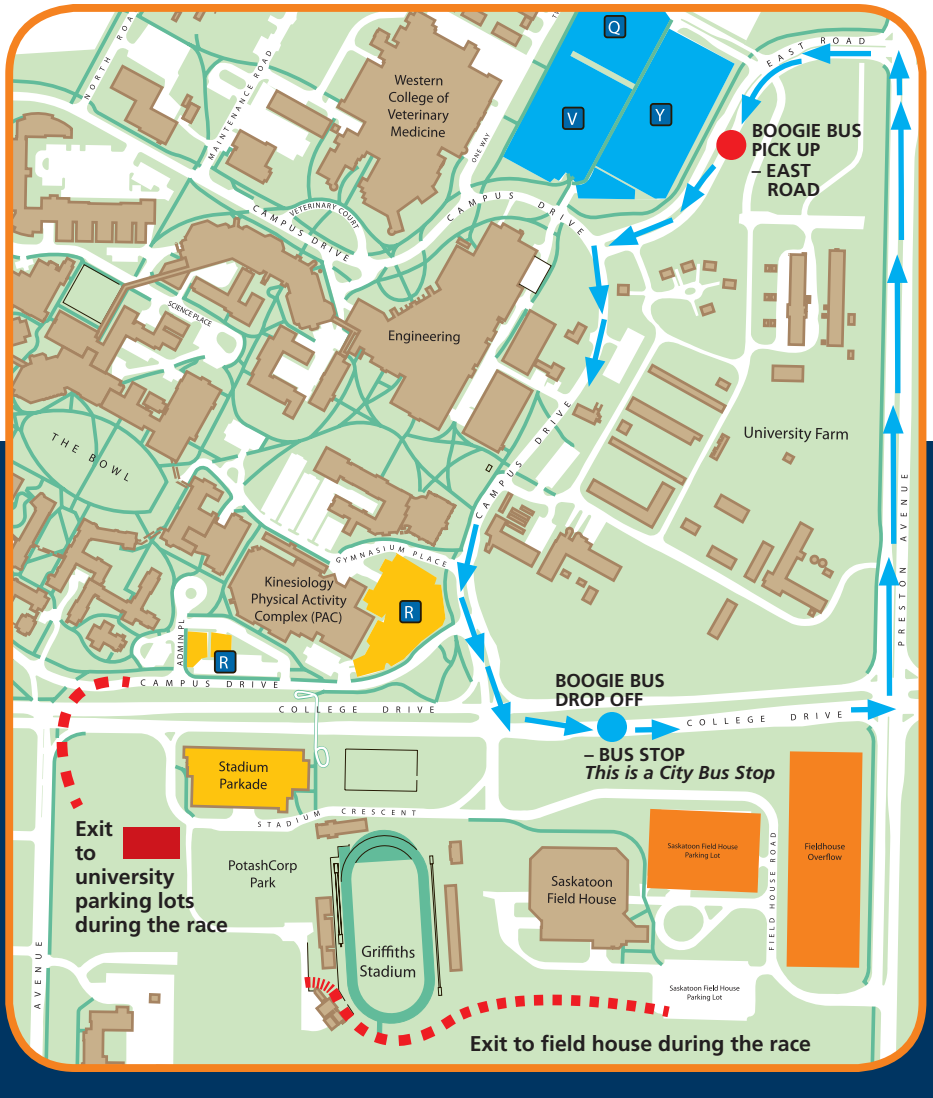 Q
EAST ROAD
NORTH ROA
MAINTENANCE ROAD
Western
College of
Veterinary
Medicine
V
Y
ONE WAY
BOOGIE BUS
PICK UP
– EAST
ROAD
VETERINARY COURT
CAMPUS DRIVE
CAMPUS DRIVE
SCIENCE PLACE
Engineering
CAMPUS DRIVE
University Farm
THE BOWL
PRESTON AVENUE
GYMNASIUM PLACE
Kinesiology
Physical Activity
Complex (PAC)
R
ADMIN PL
R
CAMPUS DRIVE
BOOGIE BUS
DROP OFF
COLLEGE DRIVE
COLLEGE DRIVE
– BUS STOP
This is a City Bus Stop
Stadium
Parkade
STADIUM CRESCENT
Exit
to
university
parking lots
during the race
PotashCorp
Park
Saskatoon
Field House
Saskatoon Field House
Parking Lot
FIELD HOUSE ROAD
Fieldhouse
Overflow
Griffiths
Stadium
AVENUE
Saskatoon Field House
Parking Lot
Exit to field house during the race